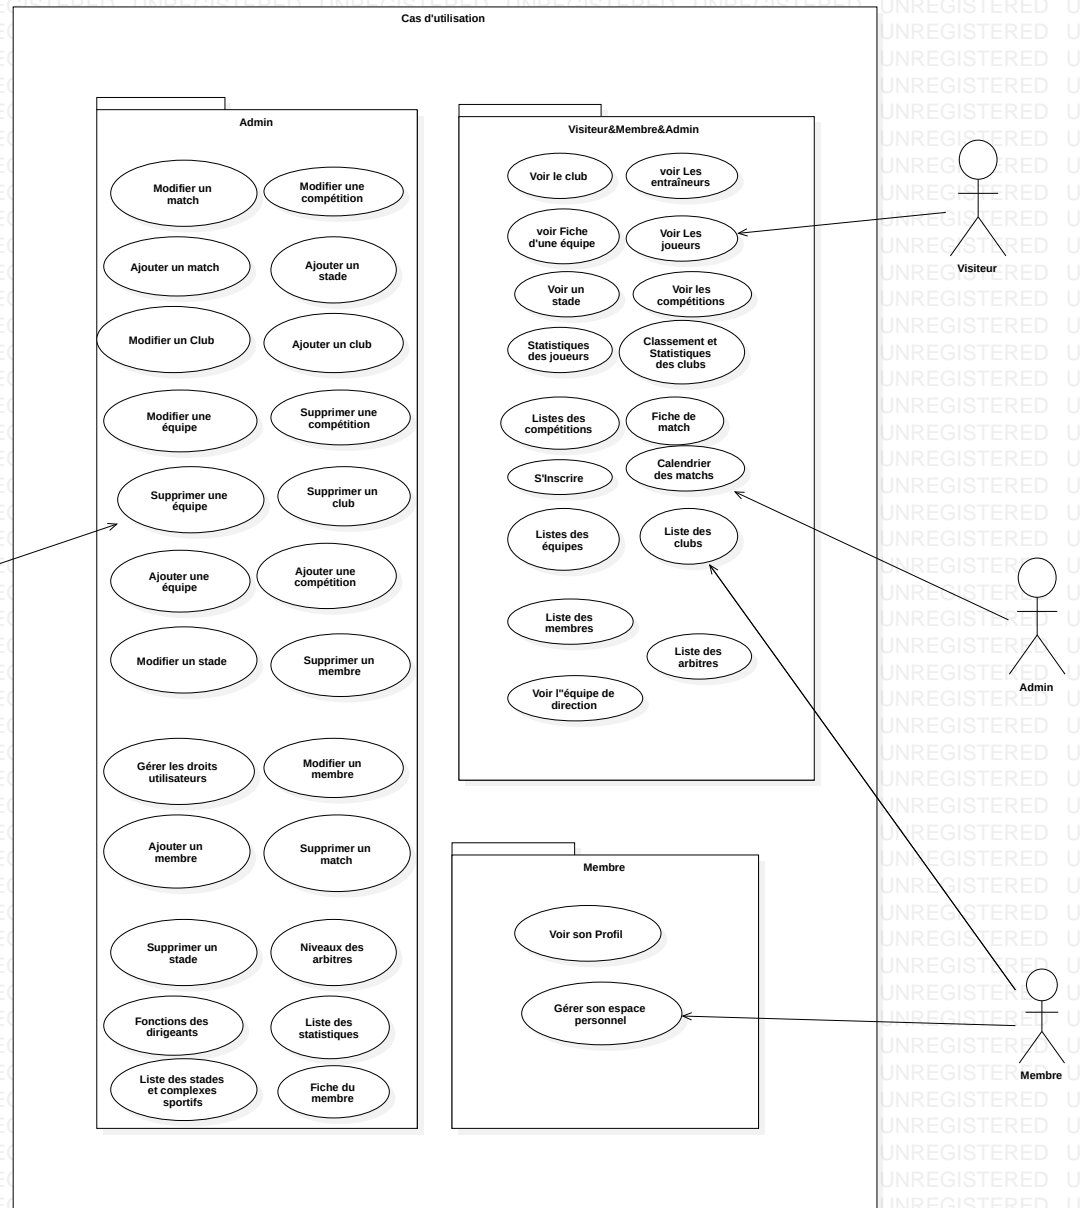 Cas d'utilisation
Admin
Modifier un
match
Modifier une
compétition
Ajouter un match
Ajouter un
stade
Modifier un Club
Ajouter un club
Modifier une
équipe
Supprimer une
compétition
Supprimer une
équipe
Supprimer un
club
Ajouter une
équipe
Ajouter une
compétition
Modifier un stade
Supprimer un
membre
Gérer les droits
utilisateurs
Modifier un
membre
Ajouter un
membre
Supprimer un
match
Supprimer un
stade
Niveaux des
arbitres
Fonctions des
dirigeants
Liste des
statistiques
Liste des stades
et complexes
sportifs
Fiche du
membre
Visiteur&Membre&Admin
Voir le club
voir Les
entraîneurs
voir Fiche
d'une équipe
Voir Les
joueurs
Voir un
stade
Voir les
compétitions
Statistiques
des joueurs
Classement et
Statistiques
des clubs
Listes des
compétitions
Fiche de
match
S'Inscrire
Calendrier
des matchs
Listes des
équipes
Liste des
clubs
Liste des
membres
Liste des
arbitres
Voir l"équipe de
direction
Membre
Voir son Profil
Gérer son espace
personnel
Visiteur
Admin
Membre
UNREGISTERED